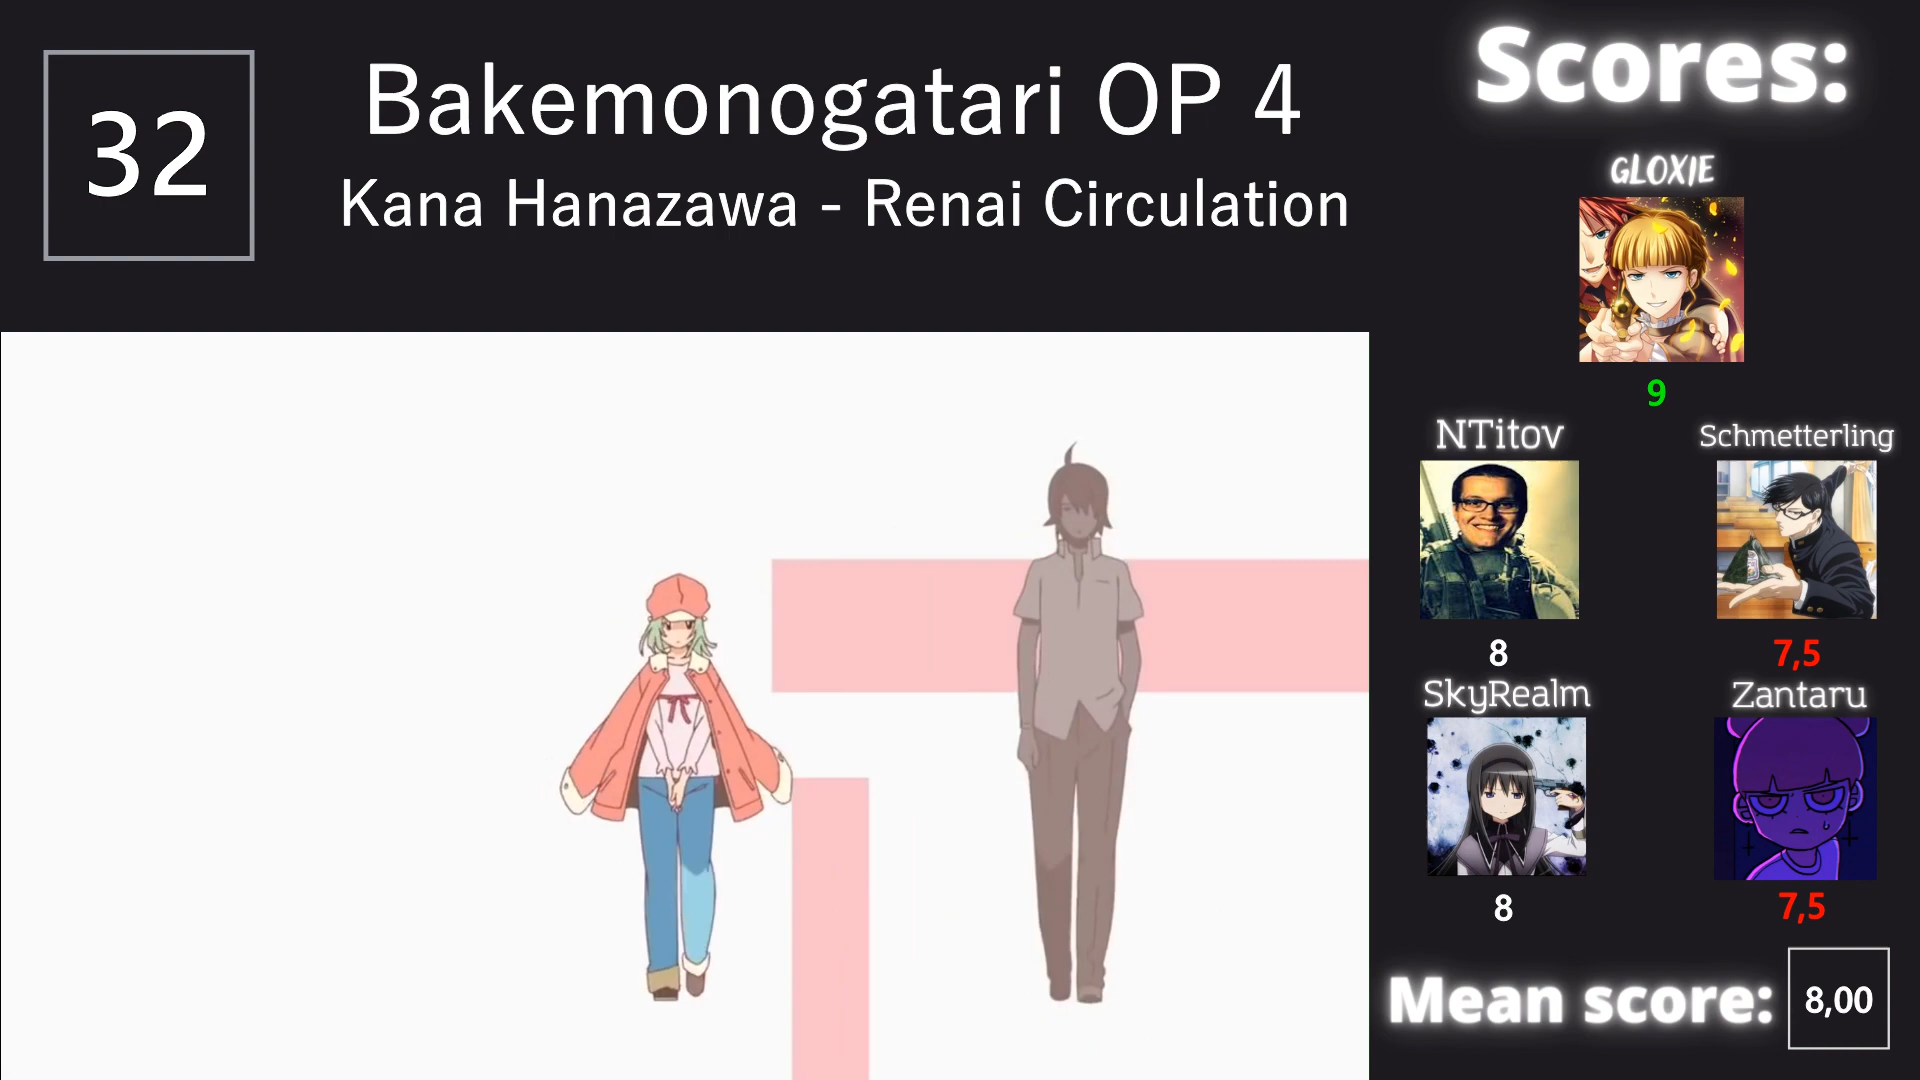 32
Bakemonogatari OP 4
Kana Hanazawa - Renai Circulation
Scores:
GLOXIE
9
NTitov
8
Schmetterling
7,5
SkyRealm
8
Zantaru
7,5
Mean score:
8,00